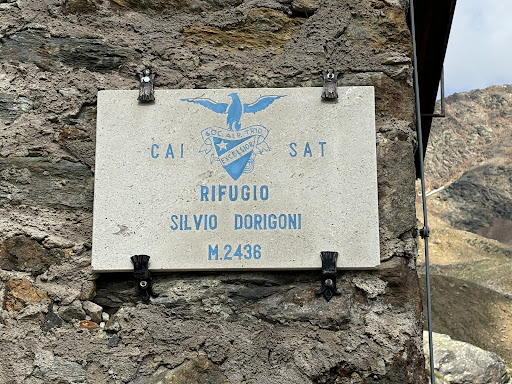 SOC. ALP. TRID.
EXCELSIOR
CAI SAT
RIFUGIO
SILVIO DORIGONI
M.2436